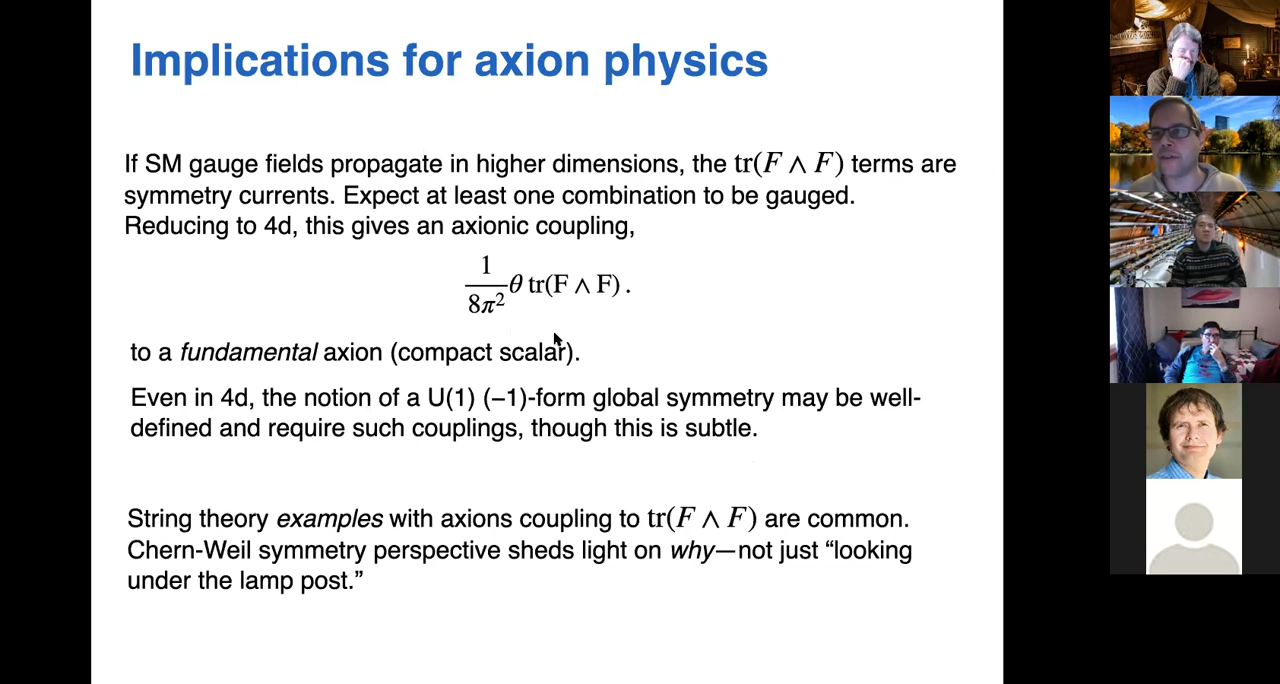 Implications for axion physics
If SM gauge fields propagate in higher dimensions, the tr(F ∧ F) terms are
symmetry currents. Expect at least one combination to be gauged.
Reducing to 4d, this gives an axionic coupling,
1/8π² θ tr(F ∧ F).
to a fundamental axion (compact scalar).
Even in 4d, the notion of a U(1) (−1)-form global symmetry may be well-
defined and require such couplings, though this is subtle.
String theory examples with axions coupling to tr(F ∧ F) are common.
Chern-Weil symmetry perspective sheds light on why—not just “looking
under the lamp post.”